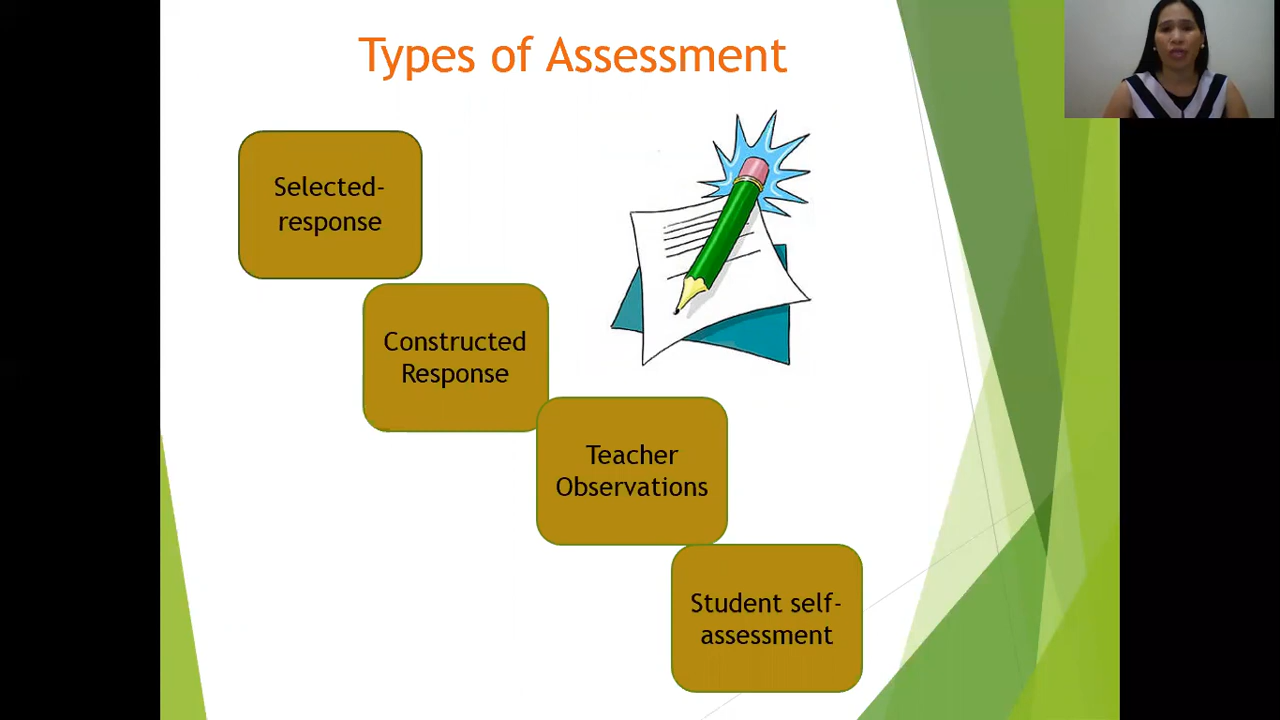 Types of Assessment
Selected-
response
Constructed
Response
Teacher
Observations
Student self-
assessment